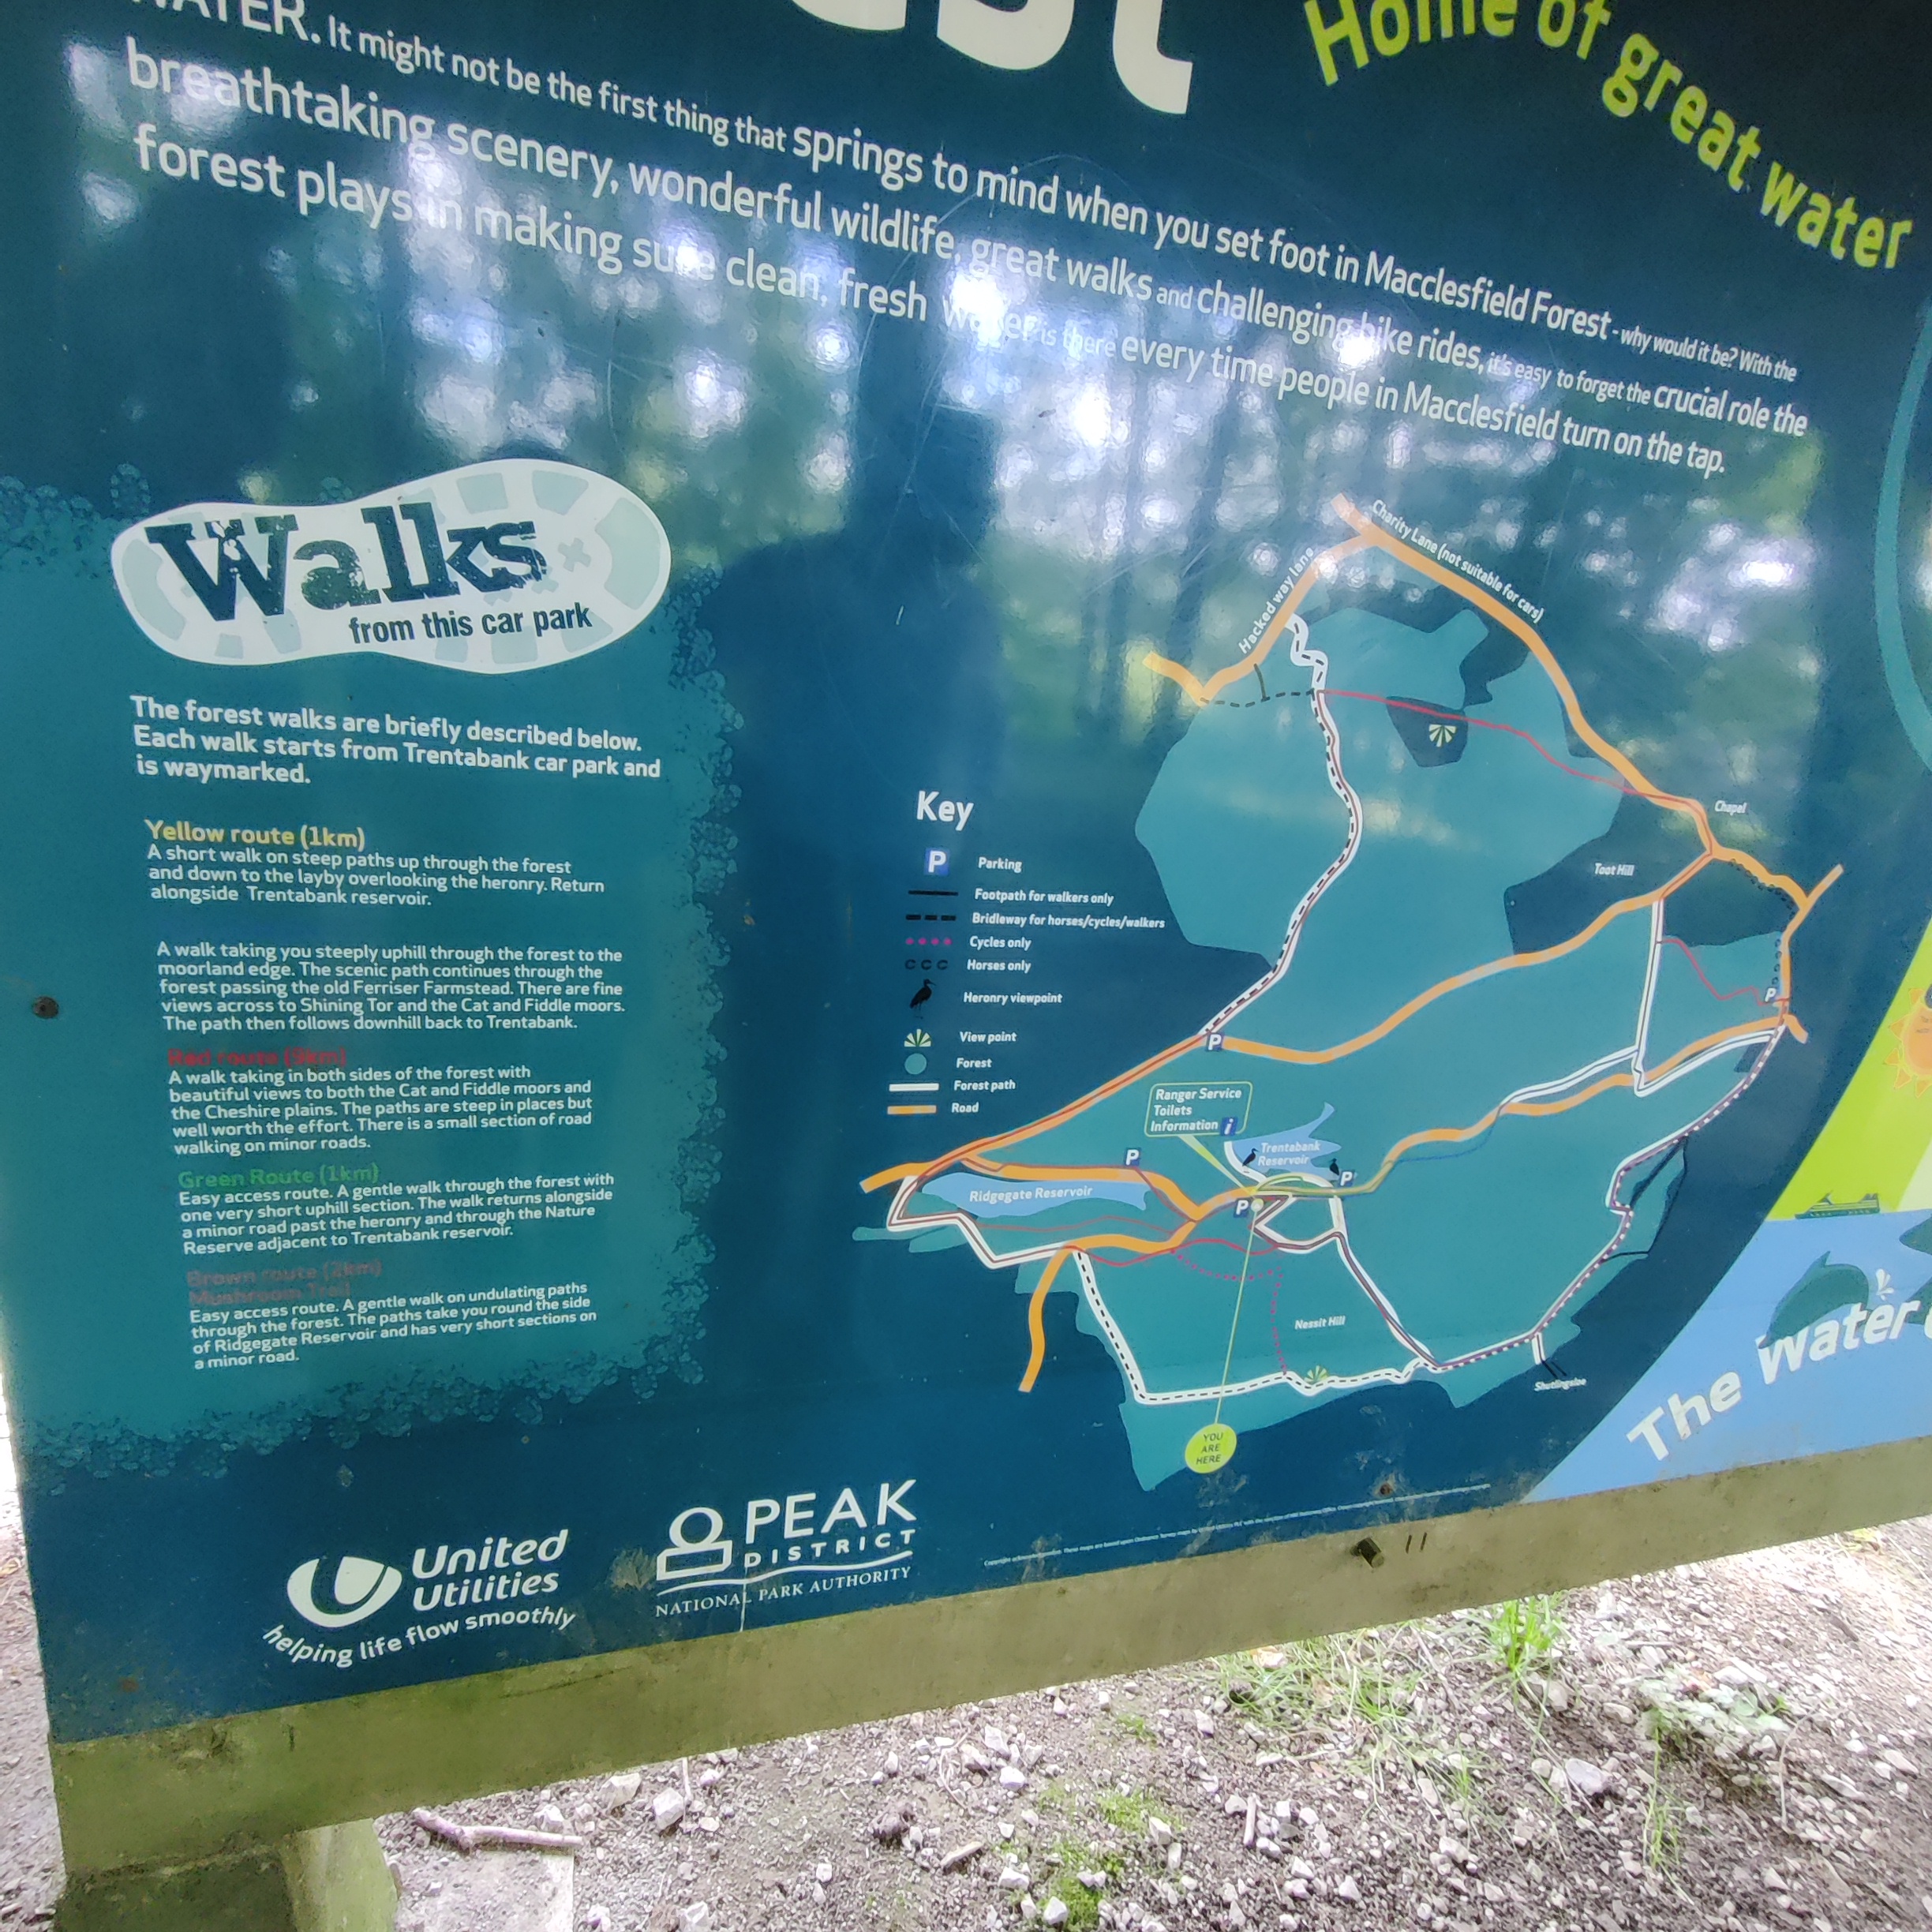 Home of great water
WATER. It might not be the first thing that springs to mind when you set foot in Macclesfield Forest - why would it be? With the
breathtaking scenery, wonderful wildlife, great walks and challenging bike rides, it's easy to forget the crucial role the
forest plays in making sure clean, fresh water is there every time people in Macclesfield turn on the tap.
Walks
from this car park
The forest walks are briefly described below.
Each walk starts from Trentabank car park and
is waymarked.
Yellow route (1km)
A short walk on steep paths up through the forest
and down to the layby overlooking the heronry. Return
alongside Trentabank reservoir.
A walk taking you steeply uphill through the forest to the
moorland edge. The scenic path continues through the
forest passing the old Ferriser Farmstead. There are fine
views across to Shining Tor and the Cat and Fiddle moors.
The path then follows downhill back to Trentabank.
Red route (9km)
A walk taking in both sides of the forest with
beautiful views to both the Cat and Fiddle moors and
the Cheshire plains. The paths are steep in places but
well worth the effort. There is a small section of road
walking on minor roads.
Green Route (1km)
Easy access route. A gentle walk through the forest with
one very short uphill section. The walk returns alongside
a minor road past the heronry and through the Nature
Reserve adjacent to Trentabank reservoir.
Brown route (2km)
Mushroom Trail
Easy access route. A gentle walk on undulating paths
through the forest. The paths take you round the side
of Ridgegate Reservoir and has very short sections on
a minor road.
Key
P Parking
Footpath for walkers only
Bridleway for horses/cycles/walkers
Cycles only
Horses only
Heronry viewpoint
View point
Forest
Forest path
Road
Charity Lane (not suitable for cars)
Hacked way lane
Chapel
Toot Hill
P
P
Ranger Service
Toilets
Information i
Trentabank
Reservoir
P
P
Ridgegate Reservoir
P
Nessit Hill
Shutlingsloe
YOU
ARE
HERE
The water
United
Utilities
helping life flow smoothly
PEAK
DISTRICT
NATIONAL PARK AUTHORITY